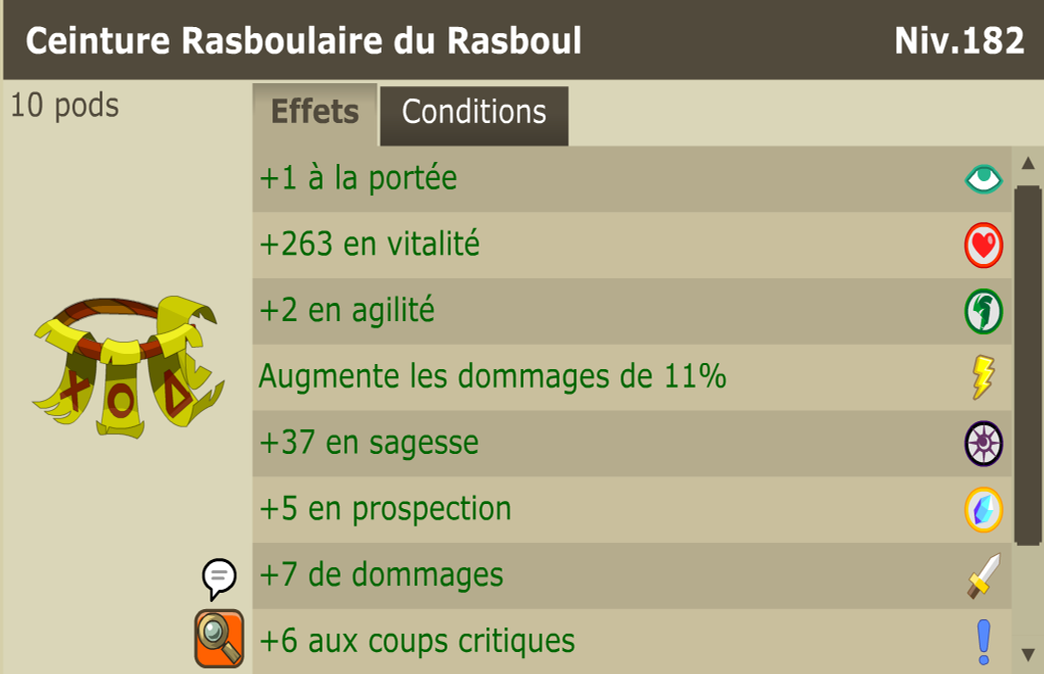 Ceinture Rasboulaire du Rasboul
Niv.182
10 pods
Effets
Conditions
+1 à la portée
+263 en vitalité
+2 en agilité
Augmente les dommages de 11%
+37 en sagesse
+5 en prospection
+7 de dommages
+6 aux coups critiques